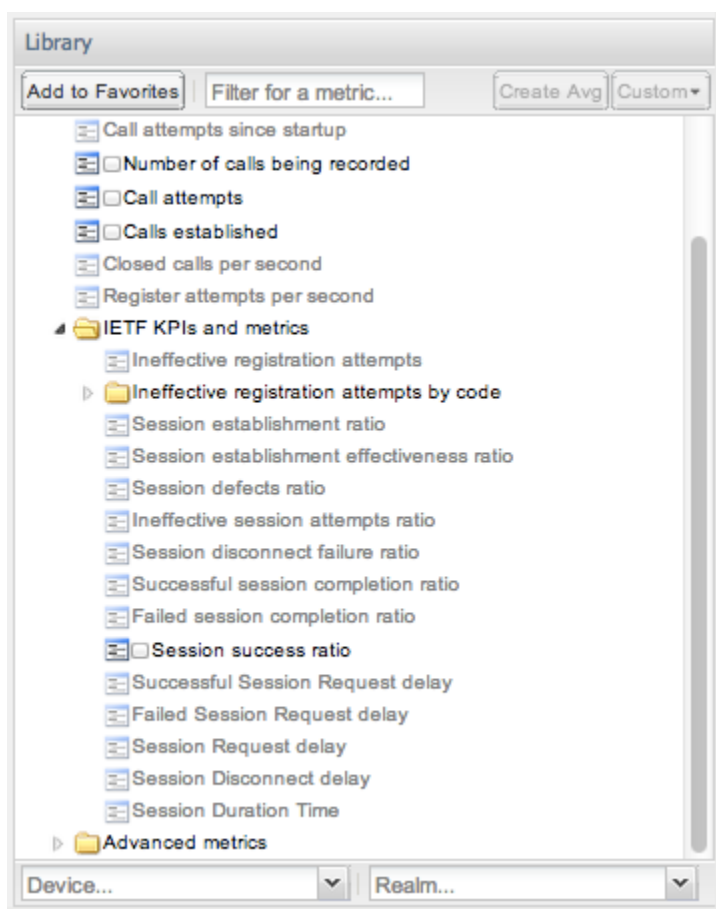 Library
Add to Favorites Filter for a metric... Create Avg Custom
Call attempts since startup
Number of calls being recorded
Call attempts
Calls established
Closed calls per second
Register attempts per second
IETF KPIs and metrics
Ineffective registration attempts
Ineffective registration attempts by code
Session establishment ratio
Session establishment effectiveness ratio
Session defects ratio
Ineffective session attempts ratio
Session disconnect failure ratio
Successful session completion ratio
Failed session completion ratio
Session success ratio
Successful Session Request delay
Failed Session Request delay
Session Request delay
Session Disconnect delay
Session Duration Time
Advanced metrics
Device... Realm...